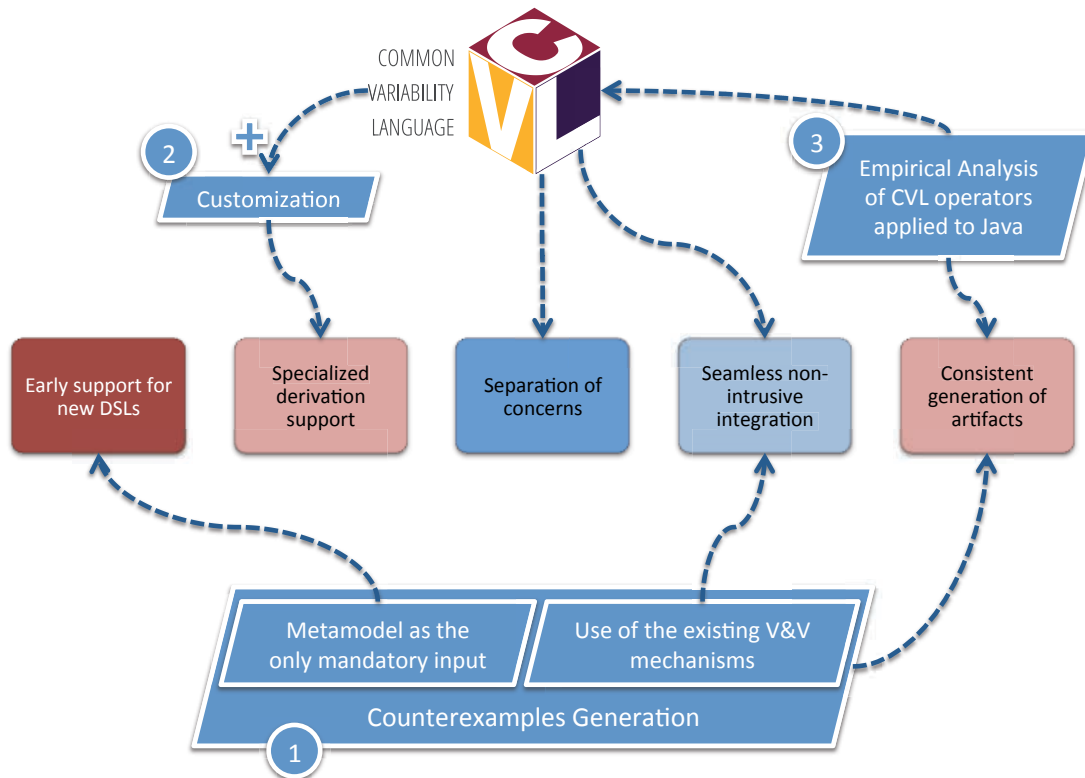 COMMON
VARIABILITY
LANGUAGE
C
V
L
2
Customization
3
Empirical Analysis
of CVL operators
applied to Java
Early support for
new DSLs
Specialized
derivation
support
Separation of
concerns
Seamless non-
intrusive
integration
Consistent
generation of
artifacts
Metamodel as the
only mandatory input
Use of the existing V&V
mechanisms
Counterexamples Generation
1